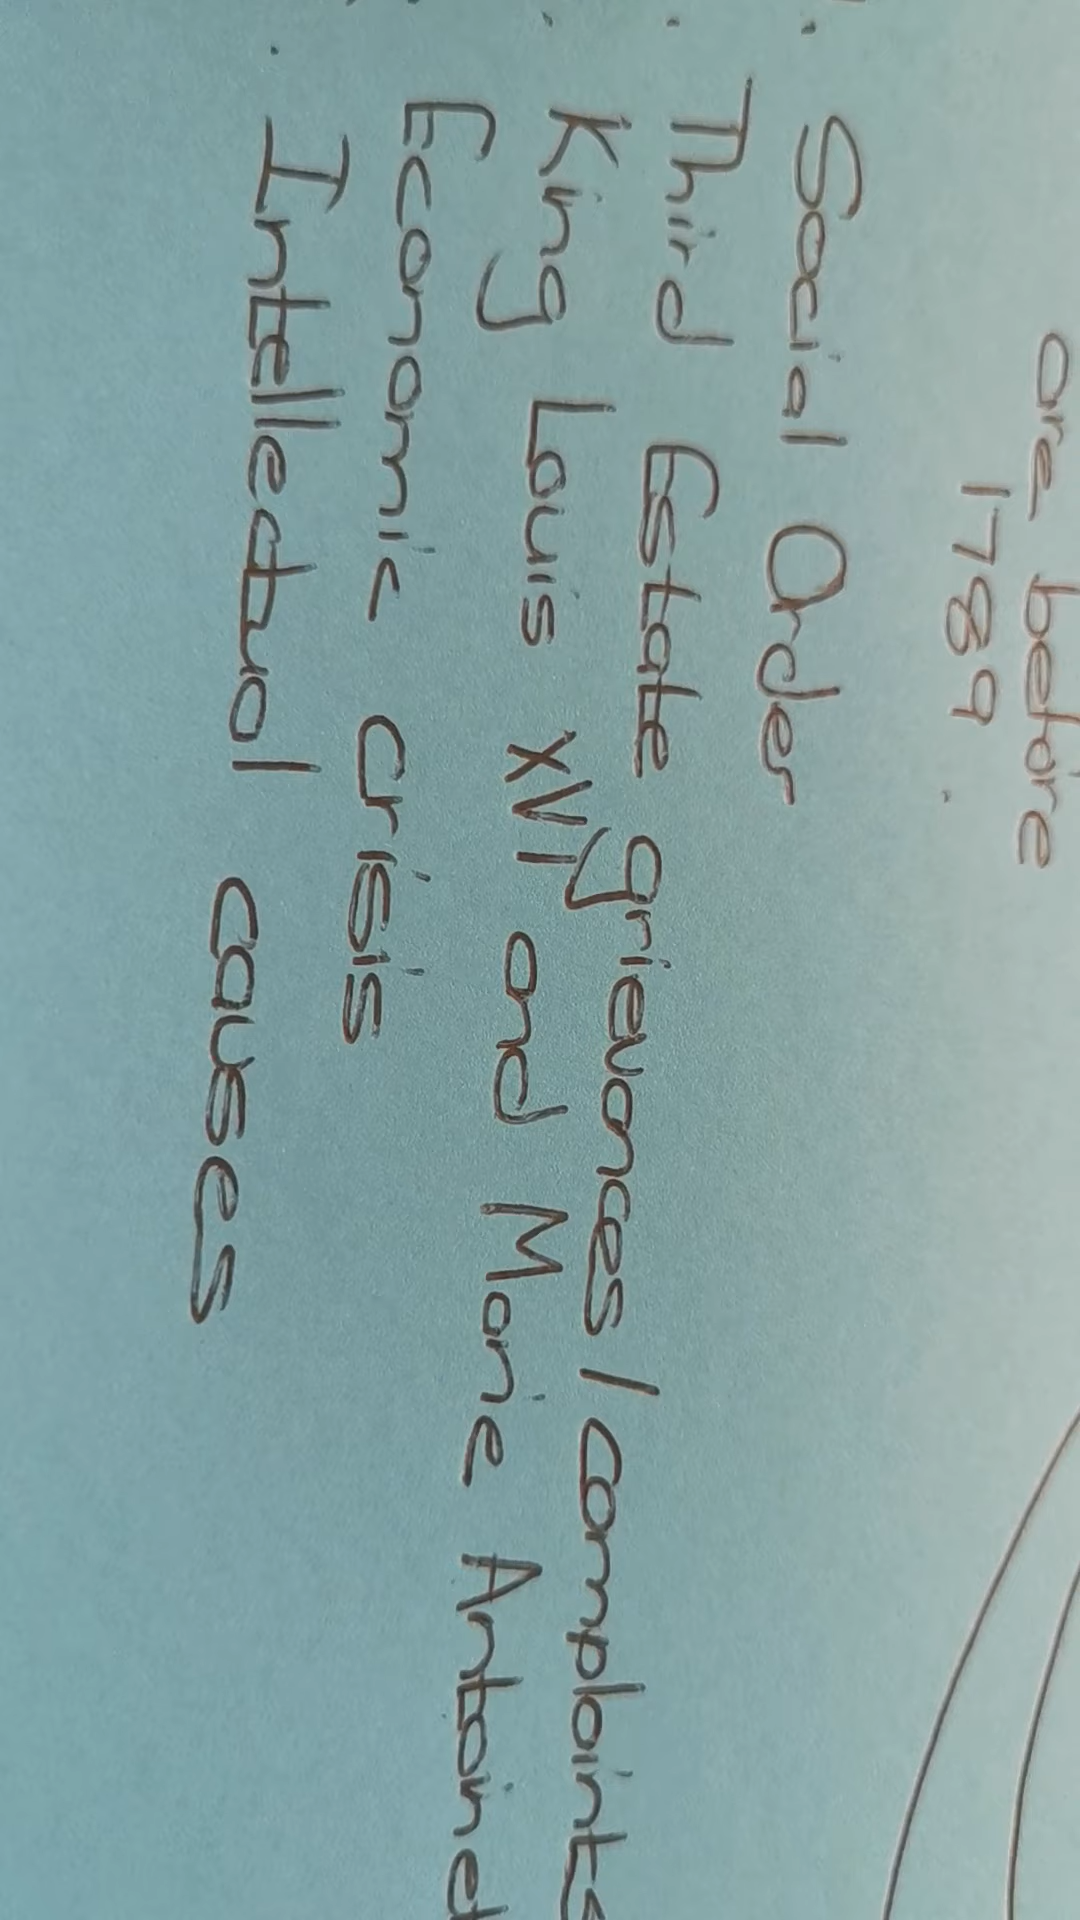 are before
1789.
. Social Order
. Third Estate grievances / complaints
. King Louis XVI and Marie Antoinet
. Economic crisis
. Intellectual causes